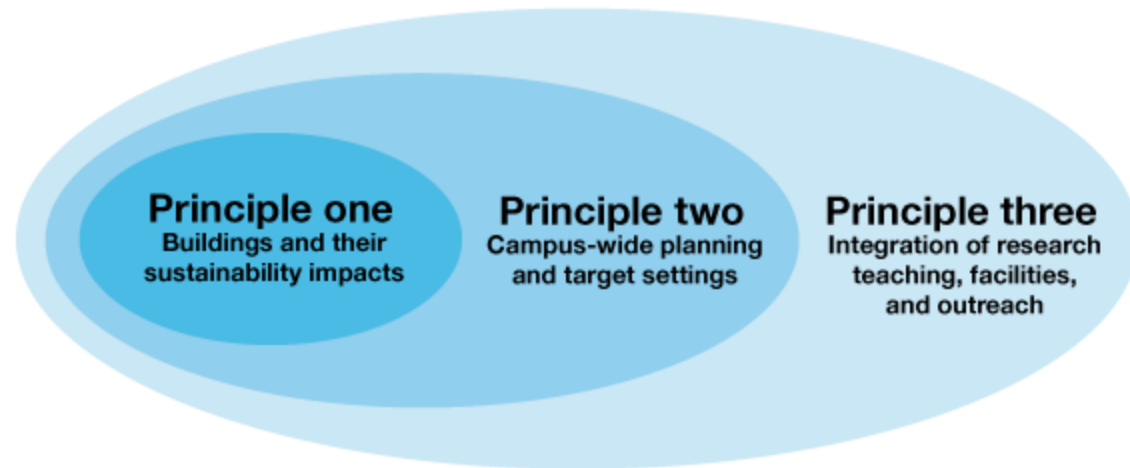 Principle one
Buildings and their
sustainability impacts
Principle two
Campus-wide planning
and target settings
Principle three
Integration of research
teaching, facilities,
and outreach